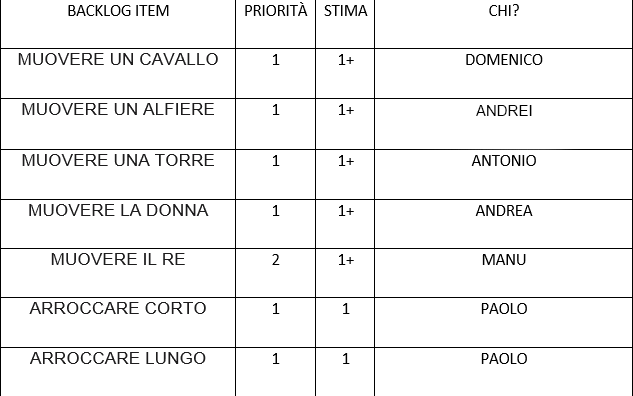 BACKLOG ITEM PRIORITÀ STIMA CHI?
MUOVERE UN CAVALLO 1 1+ DOMENICO
MUOVERE UN ALFIERE 1 1+ ANDREI
MUOVERE UNA TORRE 1 1+ ANTONIO
MUOVERE LA DONNA 1 1+ ANDREA
MUOVERE IL RE 2 1+ MANU
ARROCCARE CORTO 1 1 PAOLO
ARROCCARE LUNGO 1 1 PAOLO